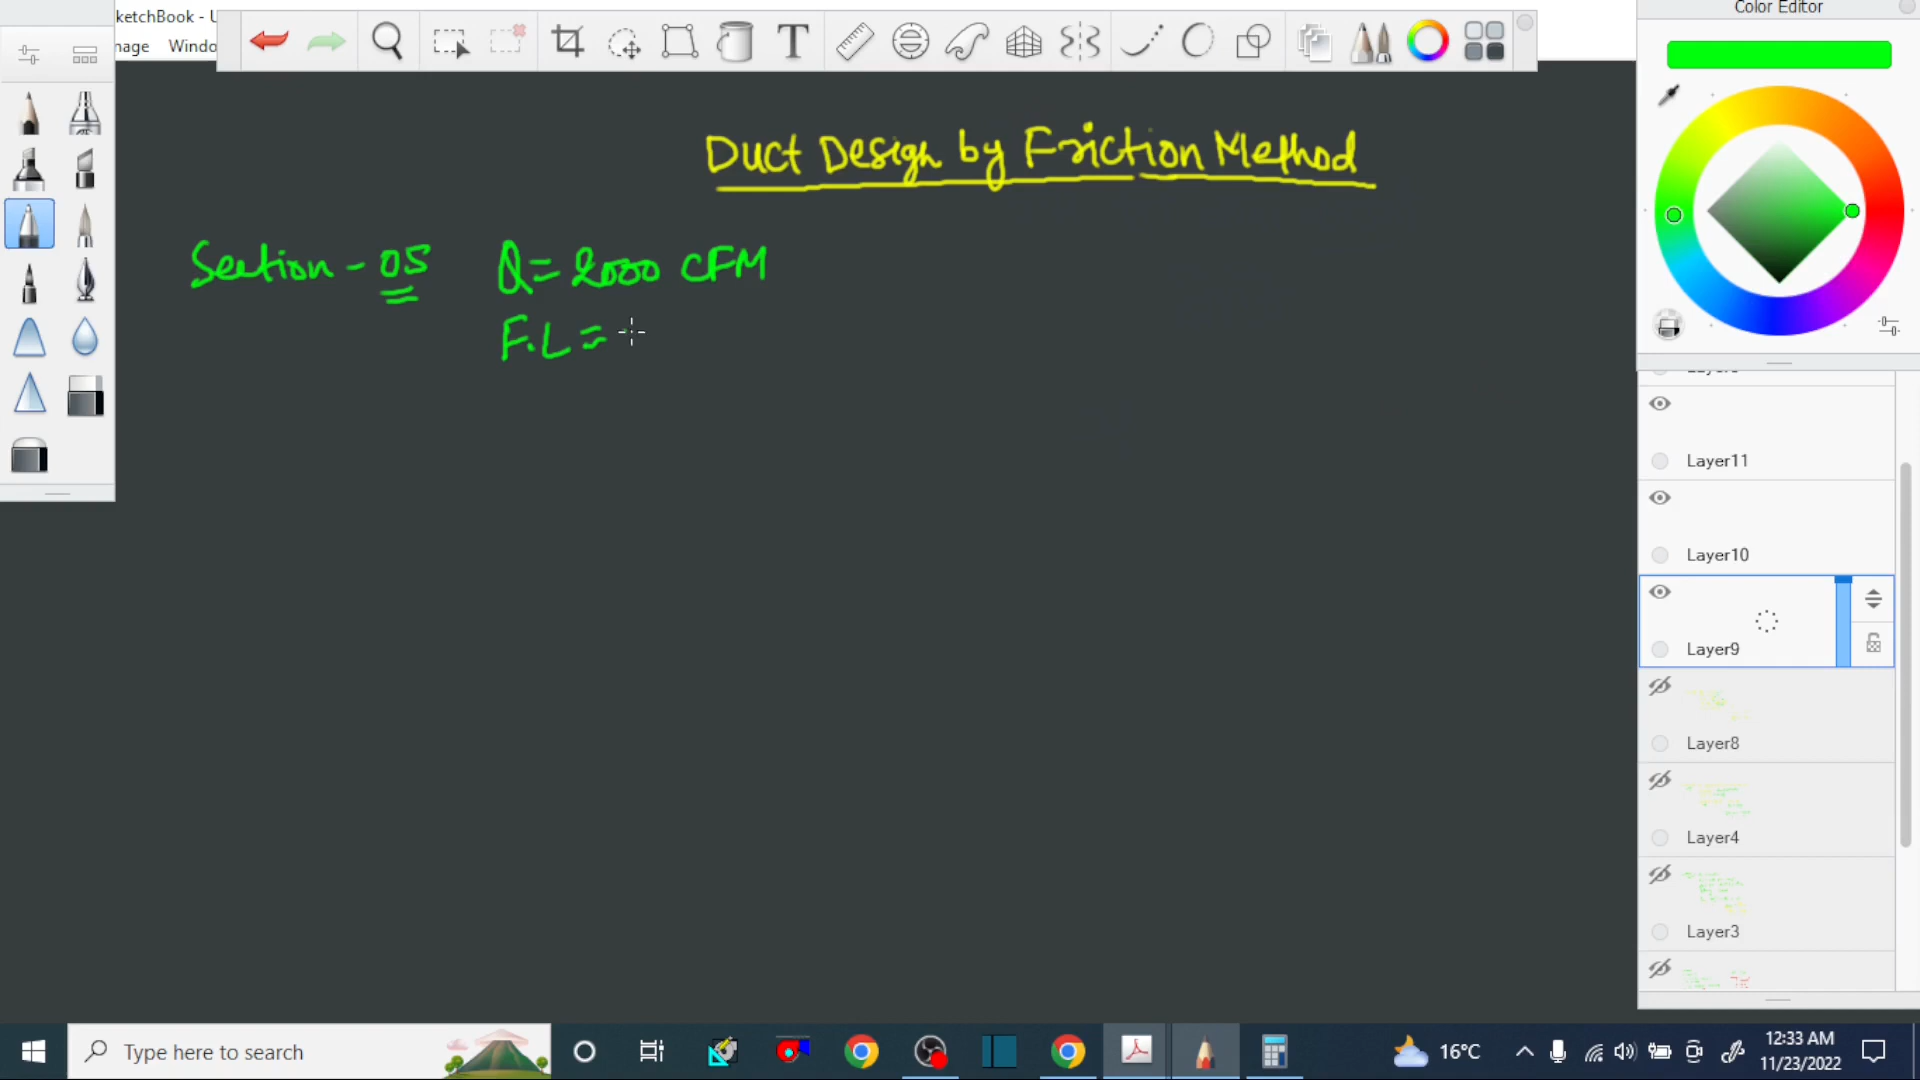 ketchBook - U
mage Windo
Color Editor
Duct Design by Friction Method
Section - 05 Q = 2000 CFM
F.L =
Layer11
Layer10
Layer9
Layer8
Layer4
Layer3
Type here to search
16°C
12:33 AM
11/23/2022